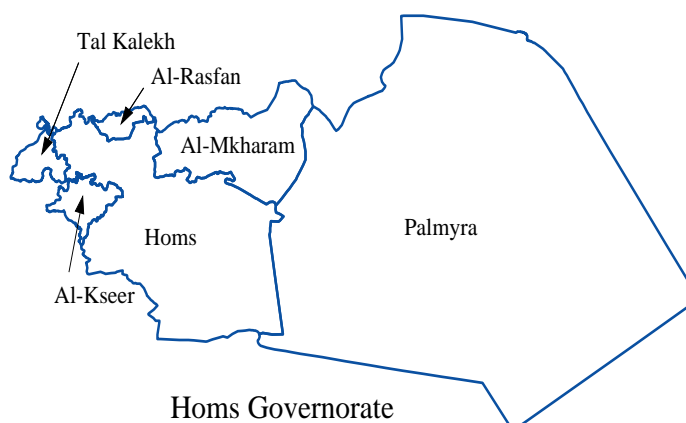 Tal Kalekh
Al-Rasfan
Al-Mkharam
Palmyra
Homs
Al-Kseer
Homs Governorate